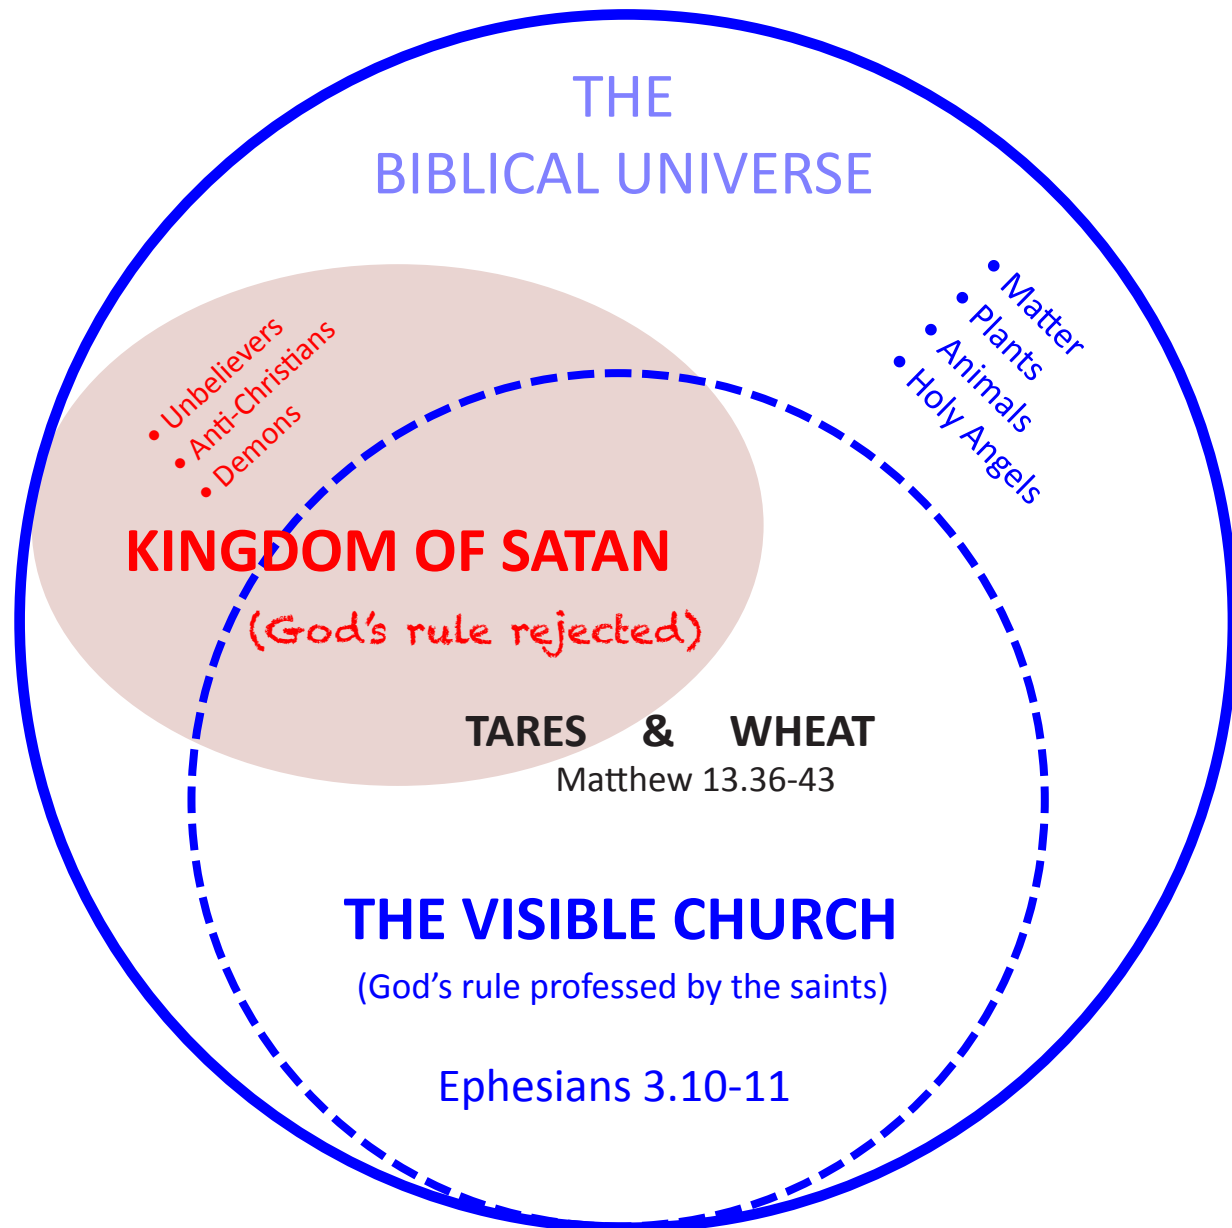 THE
BIBLICAL UNIVERSE
• Matter
• Plants
• Animals
• Holy Angels
• Unbelievers
• Anti-Christians
• Demons
KINGDOM OF SATAN
(God's rule rejected)
TARES & WHEAT
Matthew 13.36-43
THE VISIBLE CHURCH
(God’s rule professed by the saints)
Ephesians 3.10-11